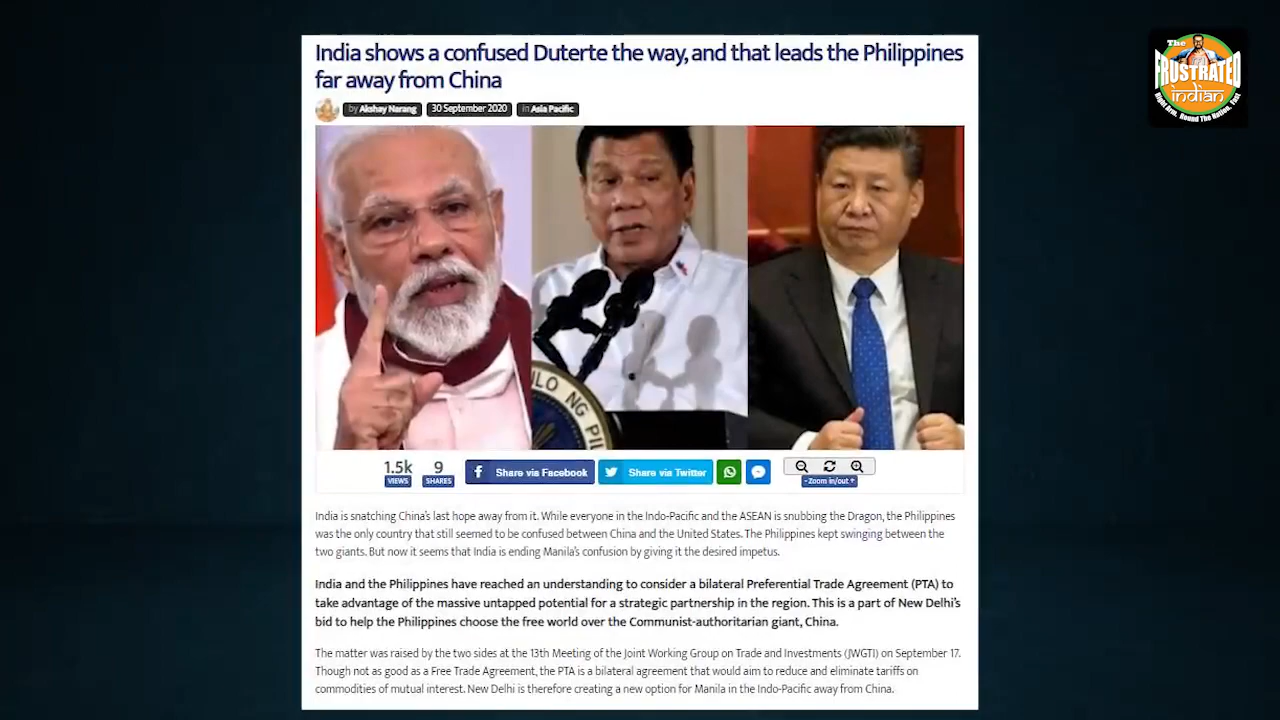 India shows a confused Duterte the way, and that leads the Philippines
far away from China
by Akshay Narang 30 September 2020 in Asia Pacific
The
FRUSTRATED
indian
Right Arm. Round The Nation. Fast
LO NG PIL
1.5k 9
VIEWS SHARES
Share via Facebook Share via Twitter
- Zoom in/out +
India is snatching China's last hope away from it. While everyone in the Indo-Pacific and the ASEAN is snubbing the Dragon, the Philippines
was the only country that still seemed to be confused between China and the United States. The Philippines kept swinging between the
two giants. But now it seems that India is ending Manila's confusion by giving it the desired impetus.
India and the Philippines have reached an understanding to consider a bilateral Preferential Trade Agreement (PTA) to
take advantage of the massive untapped potential for a strategic partnership in the region. This is a part of New Delhi's
bid to help the Philippines choose the free world over the Communist-authoritarian giant, China.
The matter was raised by the two sides at the 13th Meeting of the Joint Working Group on Trade and Investments (JWGTI) on September 17.
Though not as good as a Free Trade Agreement, the PTA is a bilateral agreement that would aim to reduce and eliminate tariffs on
commodities of mutual interest. New Delhi is therefore creating a new option for Manila in the Indo-Pacific away from China.